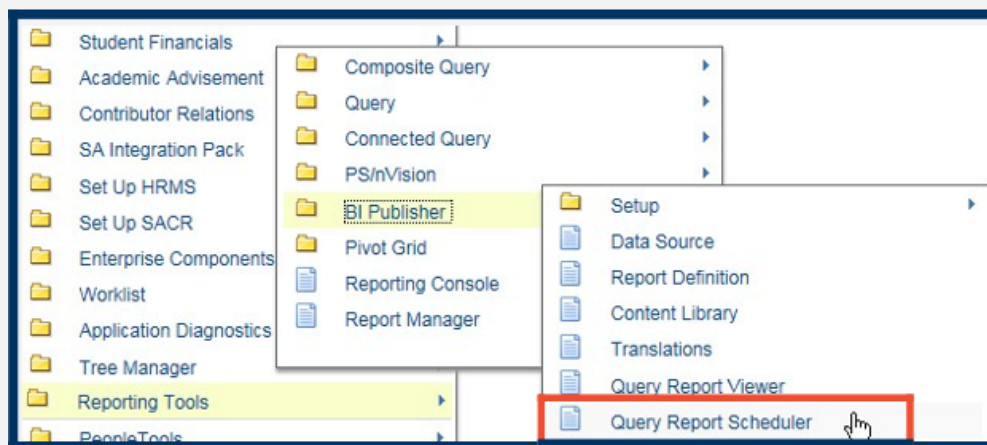 Student Financials
Academic Advisement
Contributor Relations
SA Integration Pack
Set Up HRMS
Set Up SACR
Enterprise Components
Worklist
Application Diagnostics
Tree Manager
Reporting Tools
PeopleTools
Composite Query
Query
Connected Query
PS/nVision
BI Publisher
Pivot Grid
Reporting Console
Report Manager
Setup
Data Source
Report Definition
Content Library
Translations
Query Report Viewer
Query Report Scheduler